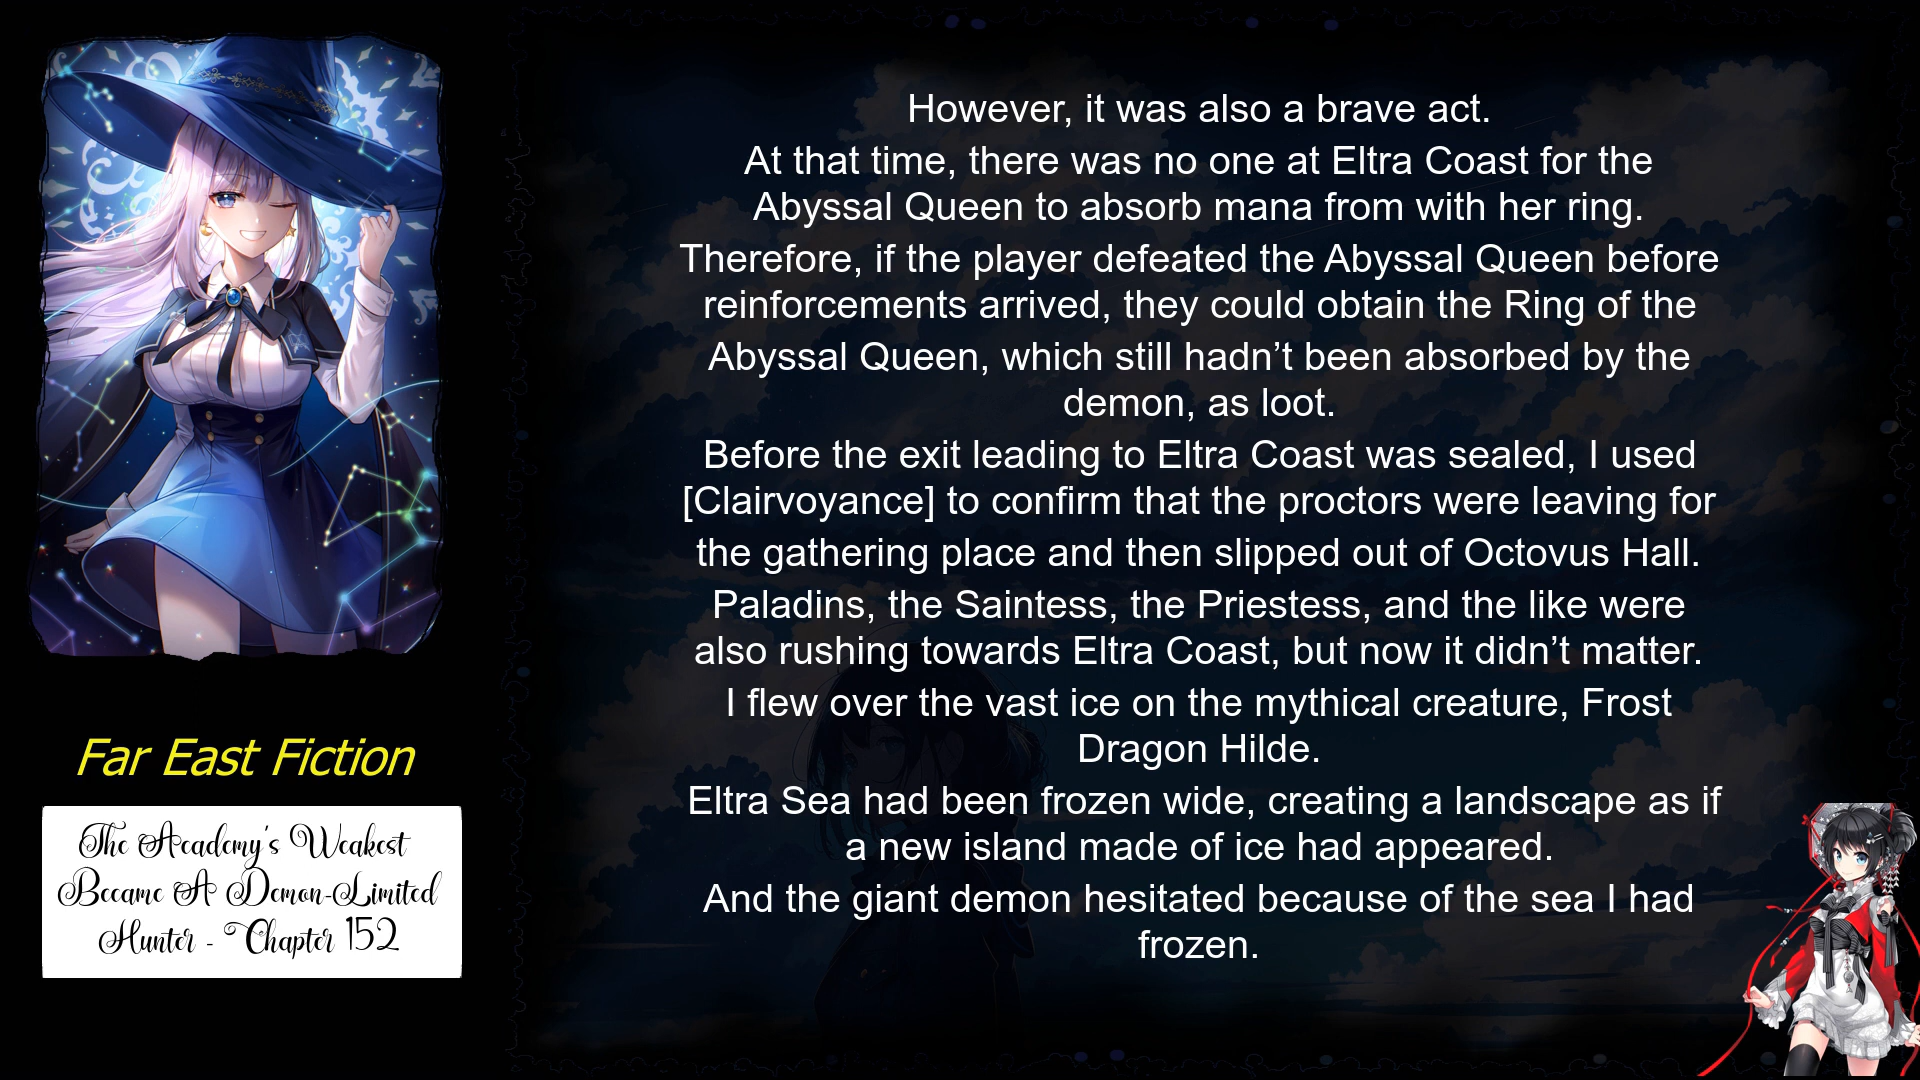 However, it was also a brave act.
At that time, there was no one at Eltra Coast for the
Abyssal Queen to absorb mana from with her ring.
Therefore, if the player defeated the Abyssal Queen before
reinforcements arrived, they could obtain the Ring of the
Abyssal Queen, which still hadn’t been absorbed by the
demon, as loot.
Before the exit leading to Eltra Coast was sealed, I used
[Clairvoyance] to confirm that the proctors were leaving for
the gathering place and then slipped out of Octovus Hall.
Paladins, the Saintess, the Priestess, and the like were
also rushing towards Eltra Coast, but now it didn’t matter.
I flew over the vast ice on the mythical creature, Frost
Dragon Hilde.
Eltra Sea had been frozen wide, creating a landscape as if
a new island made of ice had appeared.
And the giant demon hesitated because of the sea I had
frozen.
Far East Fiction
The Academy's Weakest
Became A Demon-Limited
Hunter - Chapter 152